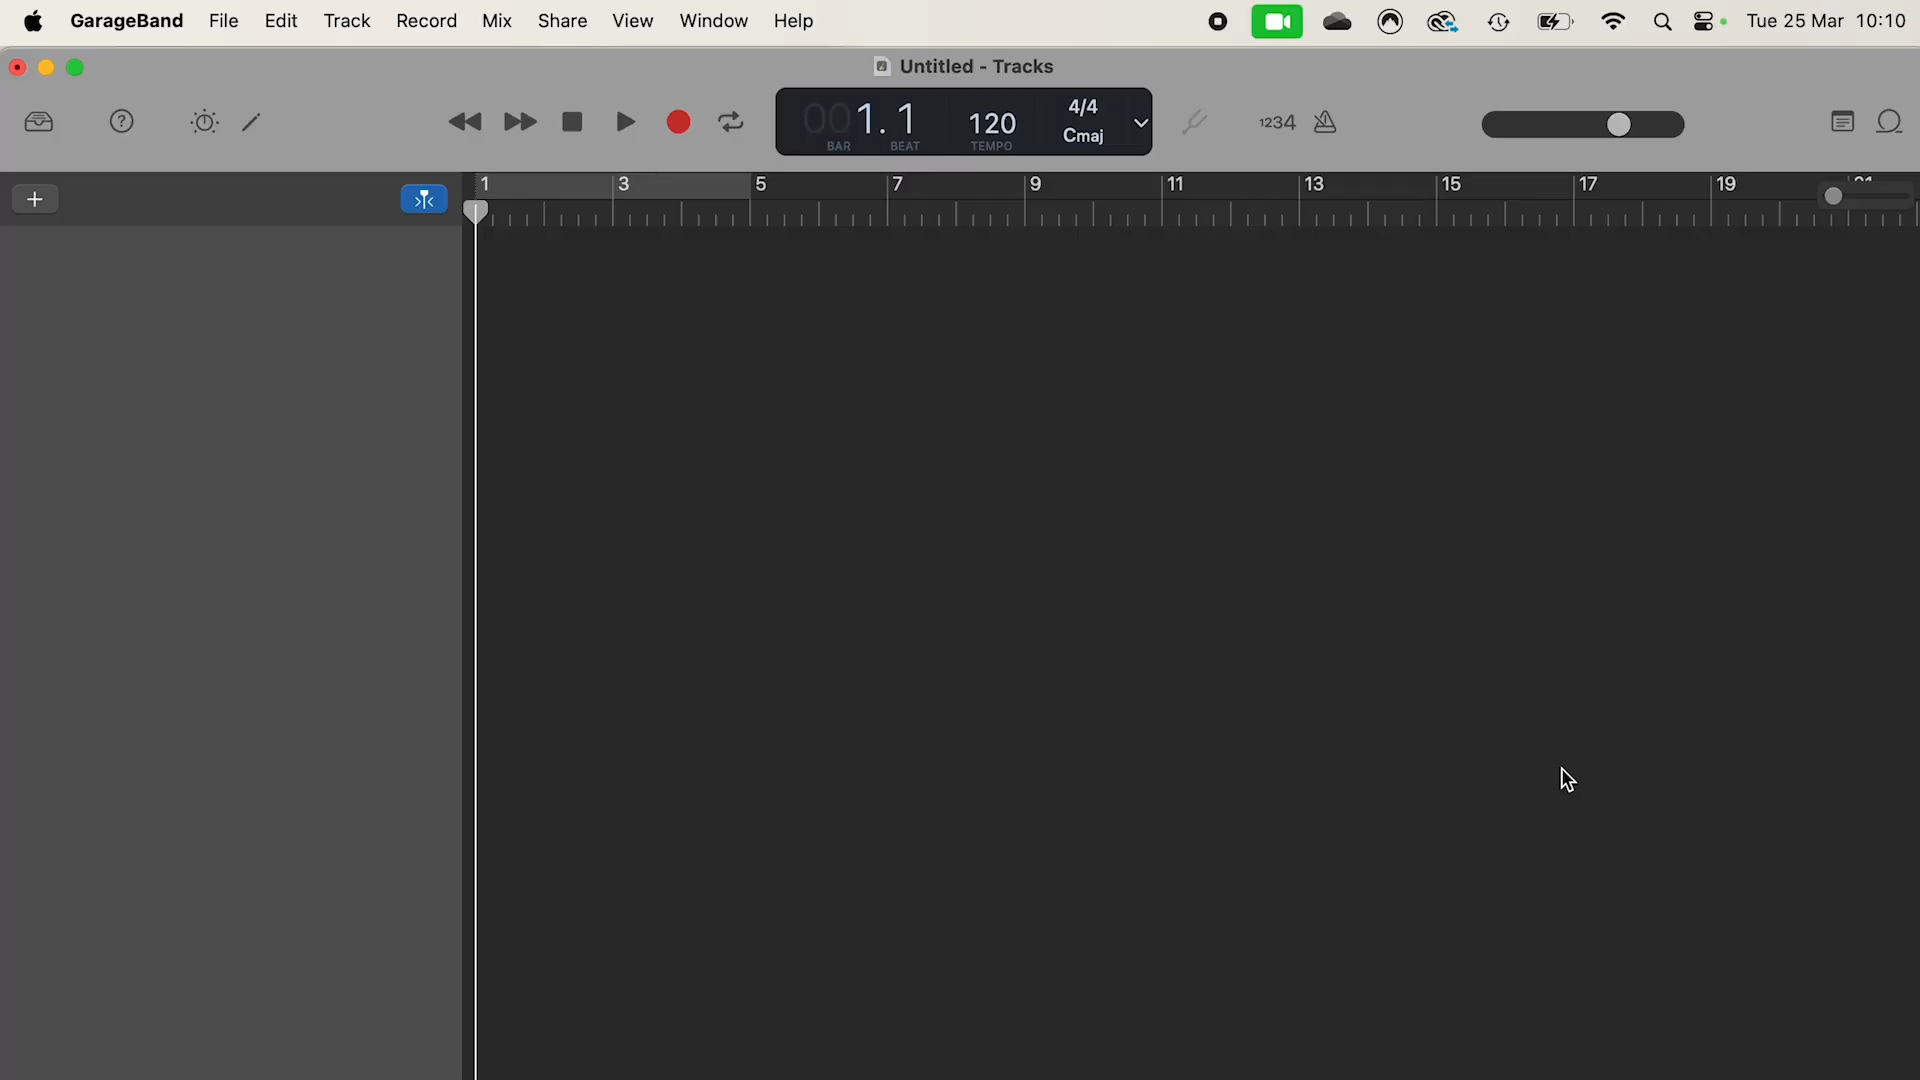 GarageBand File Edit Track Record Mix Share View Window Help Tue 25 Mar 10:10
Untitled - Tracks
001. 1 120 4/4 1234
Cmaj
BAR BEAT TEMPO
1 3 5 7 9 11 13 15 17 19 21